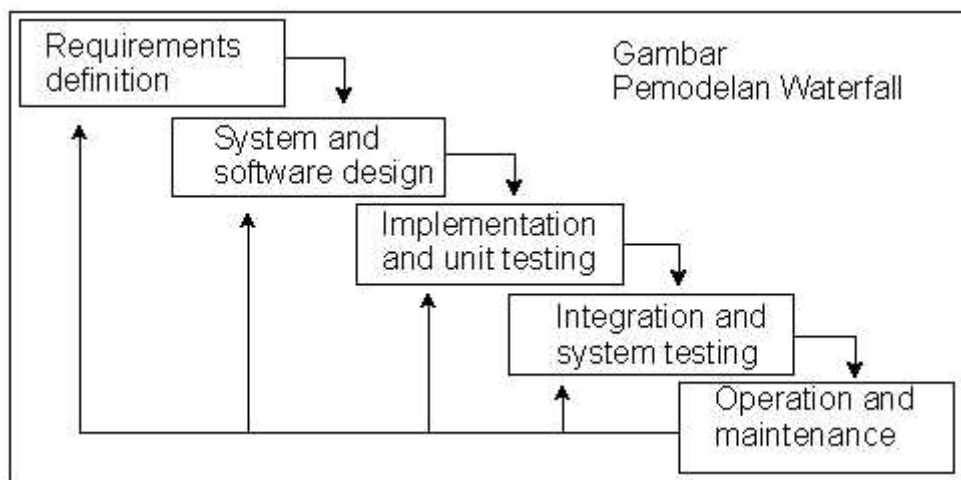 Requirements
definition
Gambar
Pemodelan Waterfall
System and
software design
Implementation
and unit testing
Integration and
system testing
Operation and
maintenance